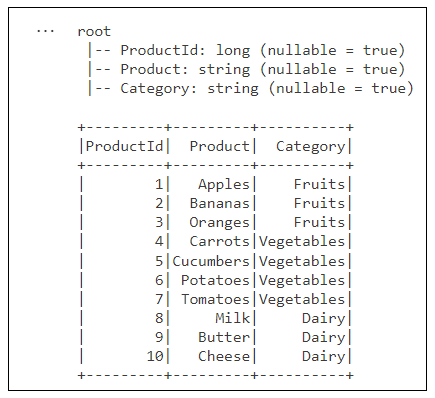 ... root
|-- ProductId: long (nullable = true)
|-- Product: string (nullable = true)
|-- Category: string (nullable = true)
+---------+---------+----------+
|ProductId|  Product|  Category|
+---------+---------+----------+
|        1|   Apples|    Fruits|
|        2|  Bananas|    Fruits|
|        3|  Oranges|    Fruits|
|        4|  Carrots|Vegetables|
|        5|Cucumbers|Vegetables|
|        6| Potatoes|Vegetables|
|        7| Tomatoes|Vegetables|
|        8|     Milk|     Dairy|
|        9|   Butter|     Dairy|
|       10|   Cheese|     Dairy|
+---------+---------+----------+